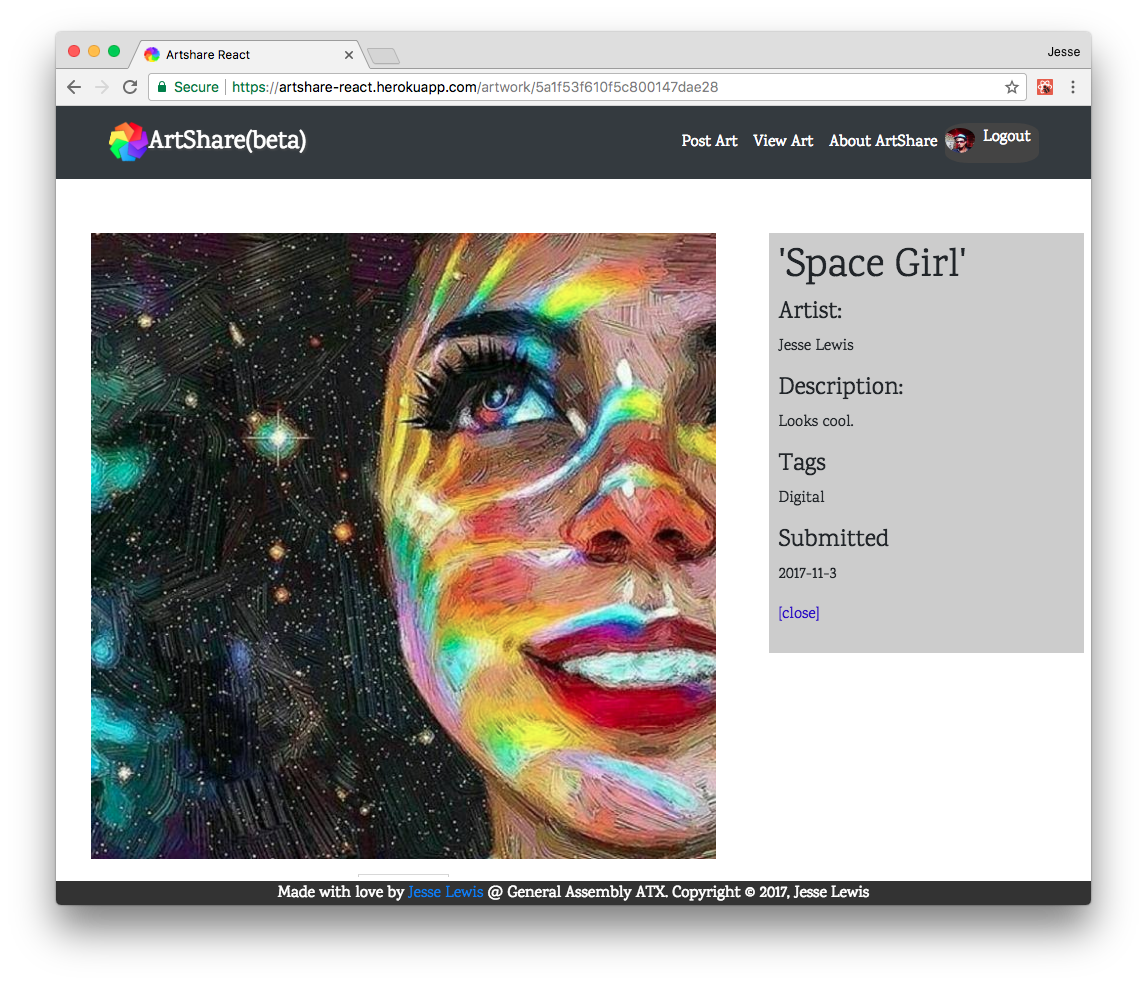 Artshare React
Jesse
Secure
https://artshare-react.herokuapp.com/artwork/5a1f53f610f5c800147dae28
ArtShare(beta)
Post Art
View Art
About ArtShare
Logout
'Space Girl'
Artist:
Jesse Lewis
Description:
Looks cool.
Tags
Digital
Submitted
2017-11-3
[close]
Made with love by Jesse Lewis @ General Assembly ATX. Copyright © 2017, Jesse Lewis